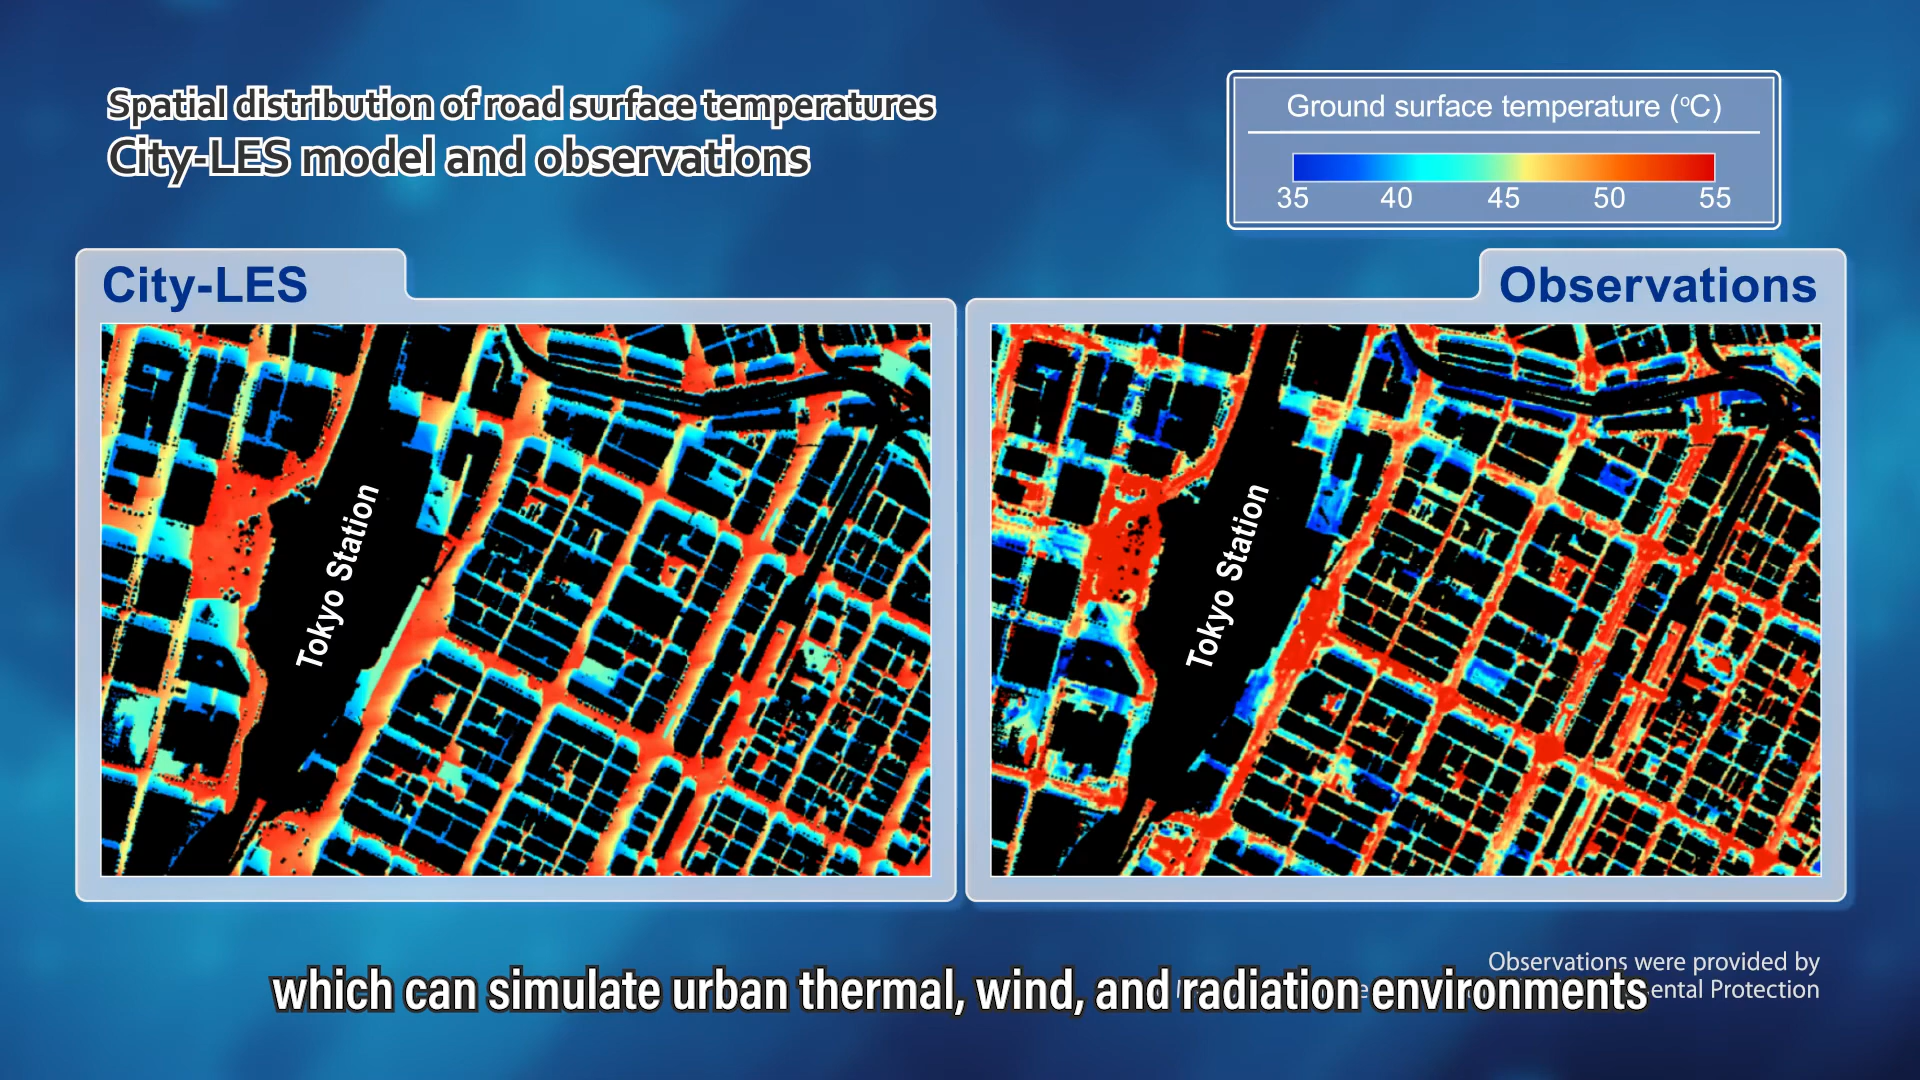 Spatial distribution of road surface temperatures
City-LES model and observations
Ground surface temperature (°C)
35 40 45 50 55
City-LES
Observations
Tokyo Station
Tokyo Station
Observations were provided by
ental Protection
which can simulate urban thermal, wind, and radiation environments